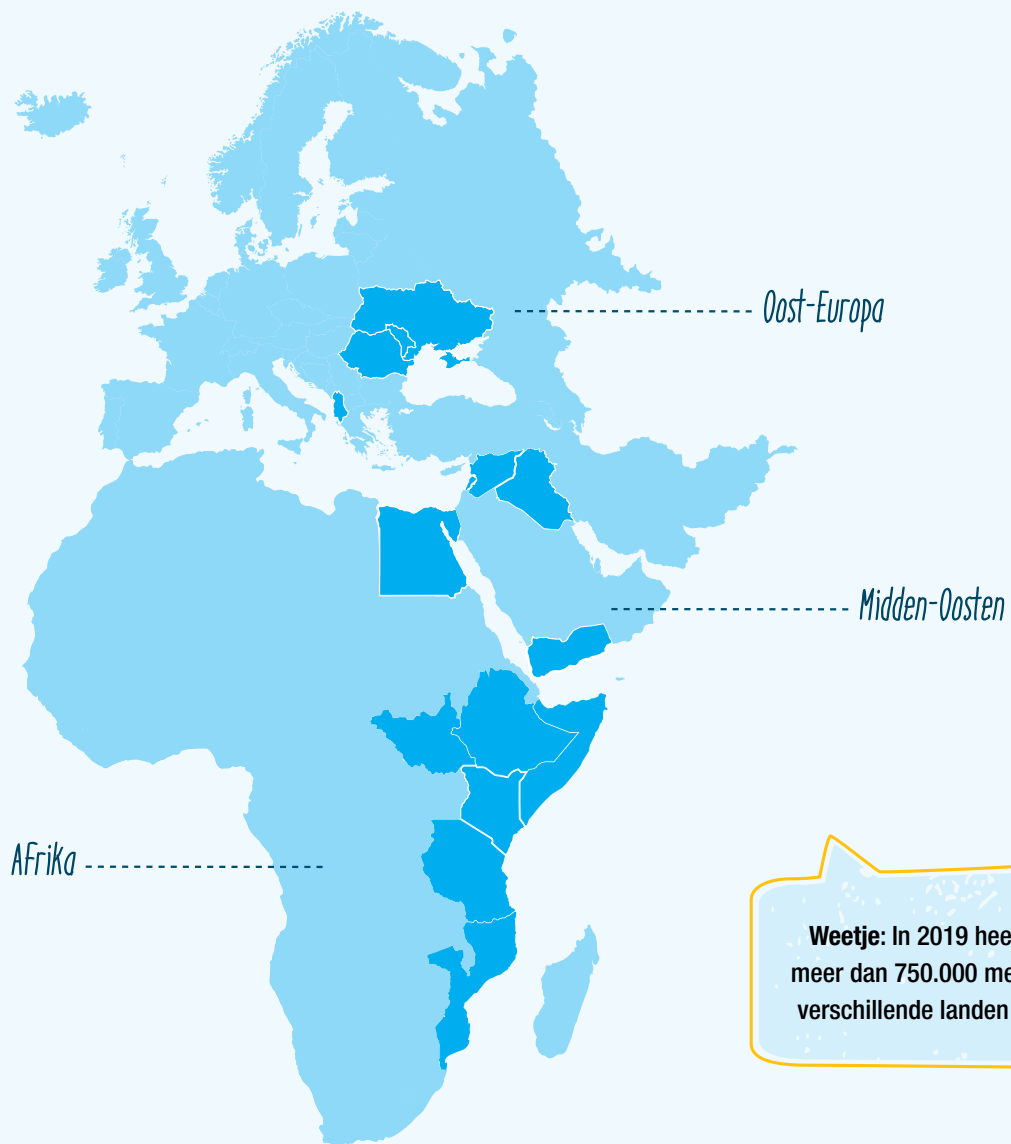 Oost-Europa
Midden-Oosten
Afrika
Weetje: In 2019 hee
meer dan 750.000 me
verschillende landen